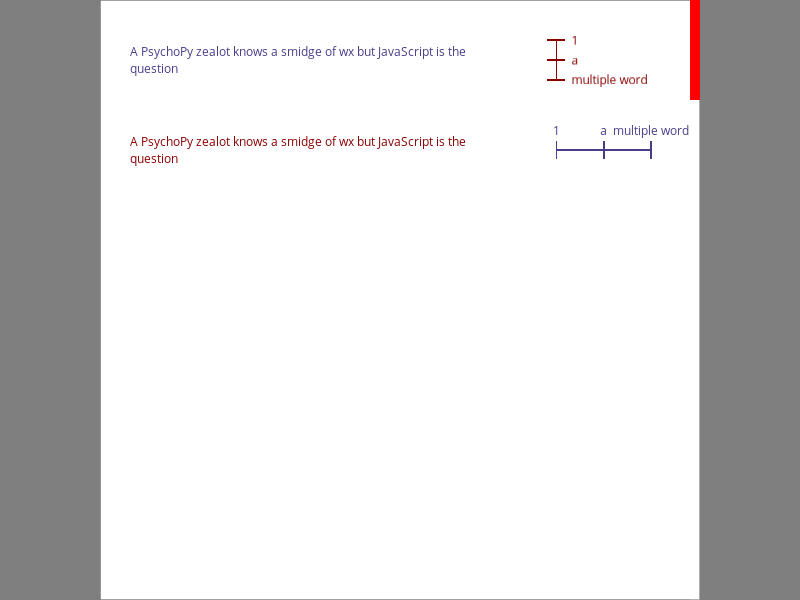 A PsychoPy zealot knows a smidge of wx but JavaScript is the
question
1
a
multiple word
A PsychoPy zealot knows a smidge of wx but JavaScript is the
question
1 a multiple word